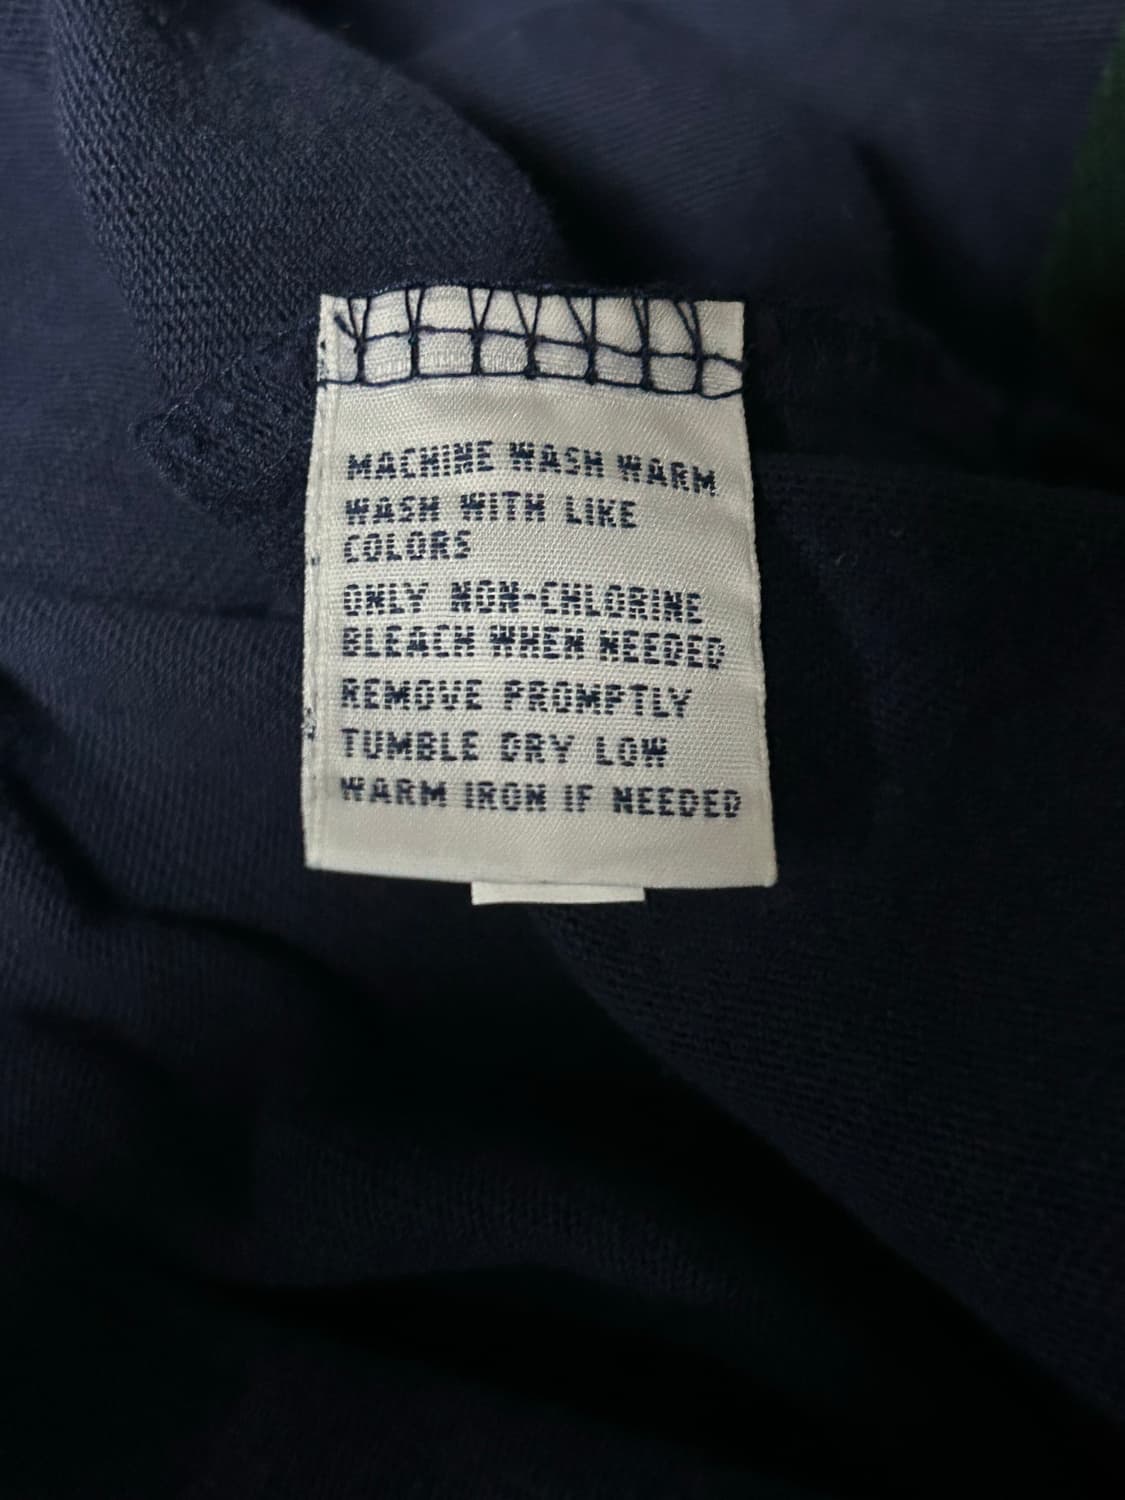 MACHINE WASH WARM
WASH WITH LIKE
COLORS
ONLY NON-CHLORINE
BLEACH WHEN NEEDED
REMOVE PROMPTLY
TUMBLE DRY LOW
WARM IRON IF NEEDED